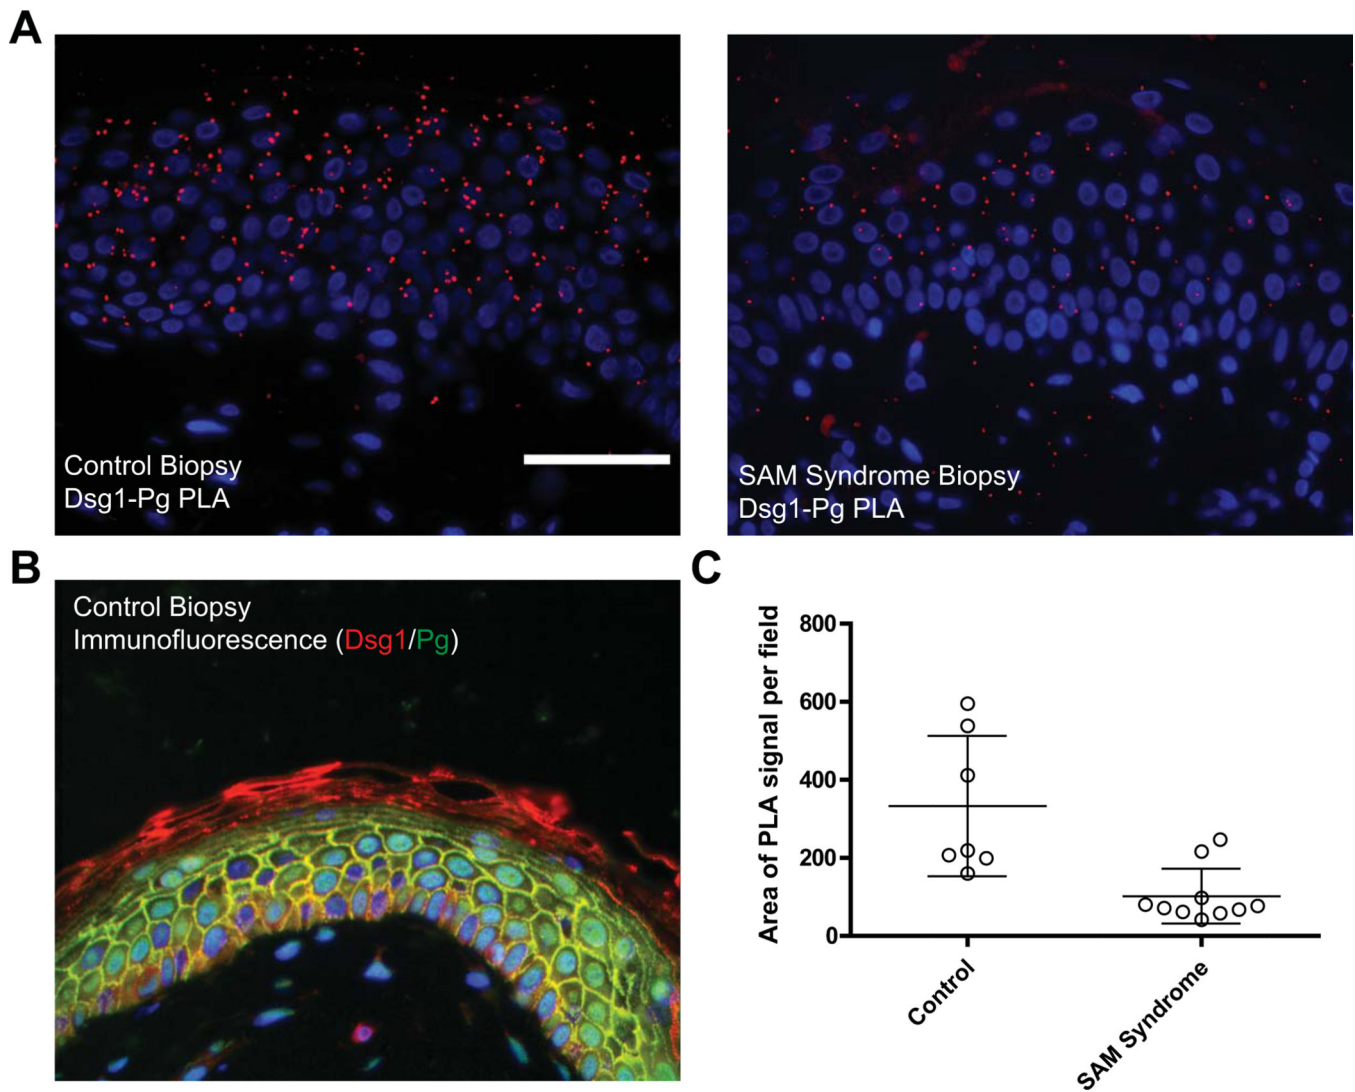 A
Control Biopsy
Dsg1-Pg PLA
SAM Syndrome Biopsy
Dsg1-Pg PLA
B
Control Biopsy
Immunofluorescence (Dsg1/Pg)
C
Area of PLA signal per field
800
600
400
200
0
Control
SAM Syndrome